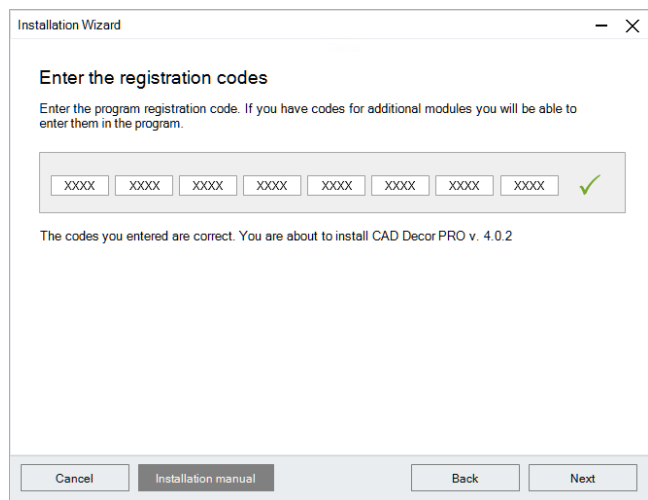 Installation Wizard
Enter the registration codes
Enter the program registration code. If you have codes for additional modules you will be able to
enter them in the program.
XXXX XXXX XXXX XXXX XXXX XXXX XXXX XXXX
The codes you entered are correct. You are about to install CAD Decor PRO v. 4.0.2
Cancel Installation manual Back Next